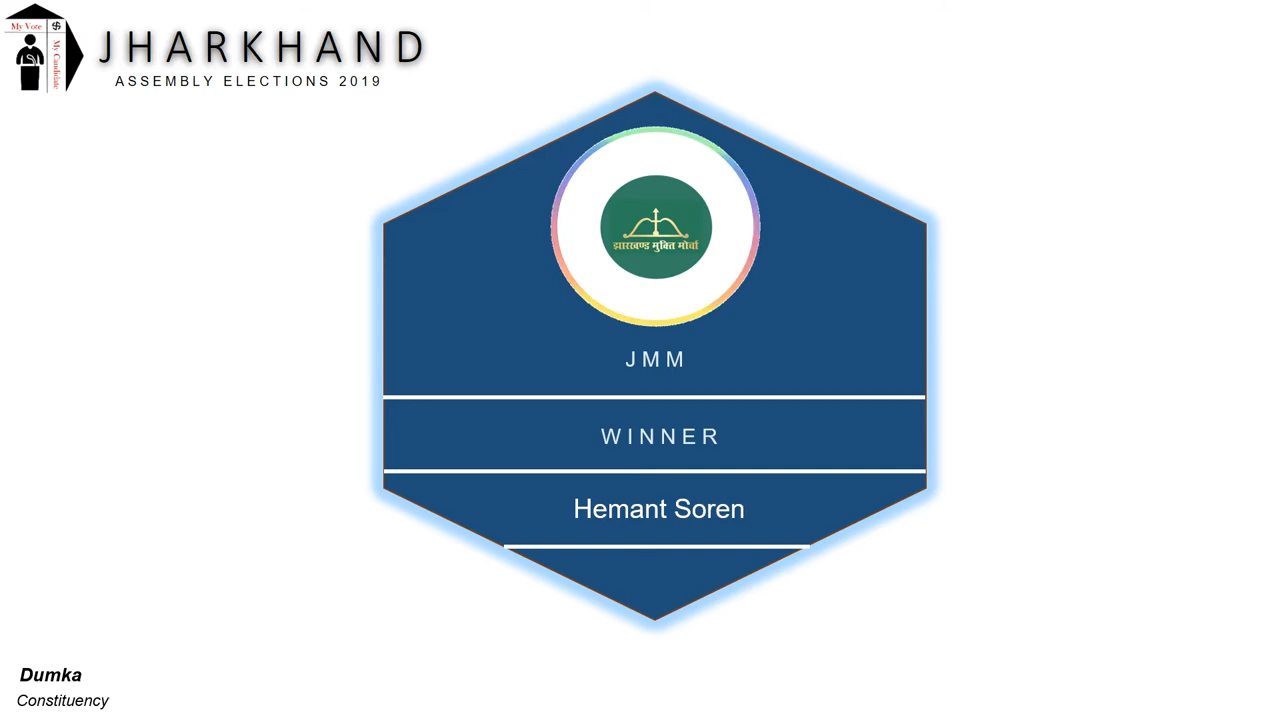 My Vote
My Candidate
JHARKHAND
ASSEMBLY ELECTIONS 2019
झारखण्ड मुक्ति मोर्चा
JMM
WINNER
Hemant Soren
Dumka
Constituency